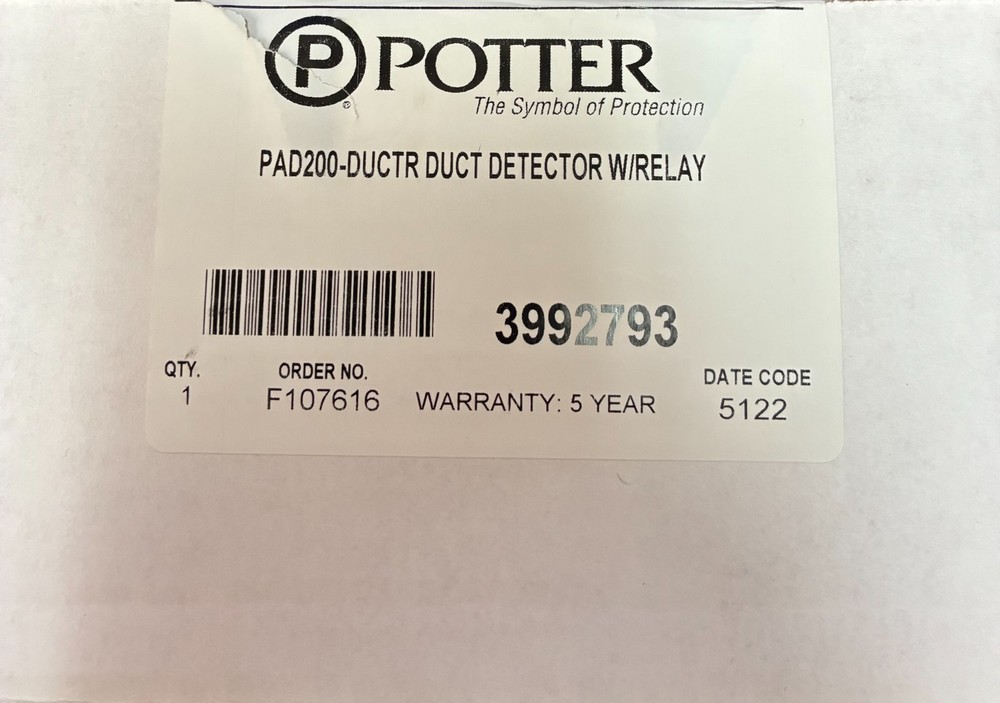 P POTTER
®
The Symbol of Protection
PAD200-DUCTR DUCT DETECTOR W/RELAY
3992793
QTY. ORDER NO. DATE CODE
1 F107616 WARRANTY: 5 YEAR 5122